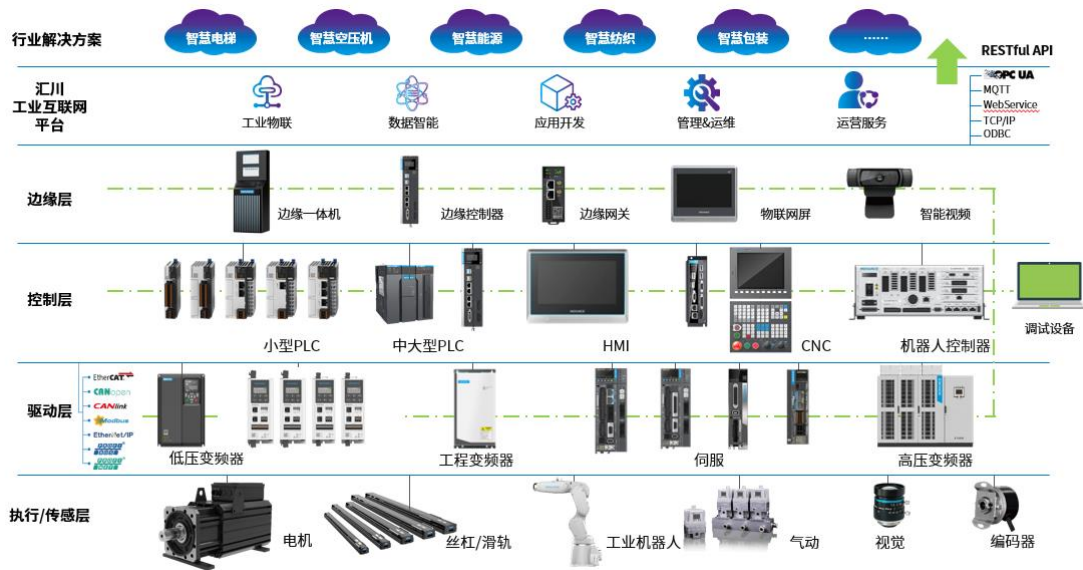 行业解决方案
智慧电梯
智慧空压机
智慧能源
智慧纺织
智慧包装
……
RESTful API
汇川
工业互联网
平台
工业物联
数据智能
应用开发
管理&运维
运营服务
OPC UA
MQTT
WebService
TCP/IP
ODBC
边缘层
边缘一体机
边缘控制器
边缘网关
物联网屏
智能视频
控制层
小型PLC
中大型PLC
HMI
CNC
机器人控制器
调试设备
驱动层
EtherCAT
CANopen
CANlink
Modbus
EtherNet/IP
低压变频器
工程变频器
伺服
高压变频器
执行/传感层
电机
丝杠/滑轨
工业机器人
气动
视觉
编码器